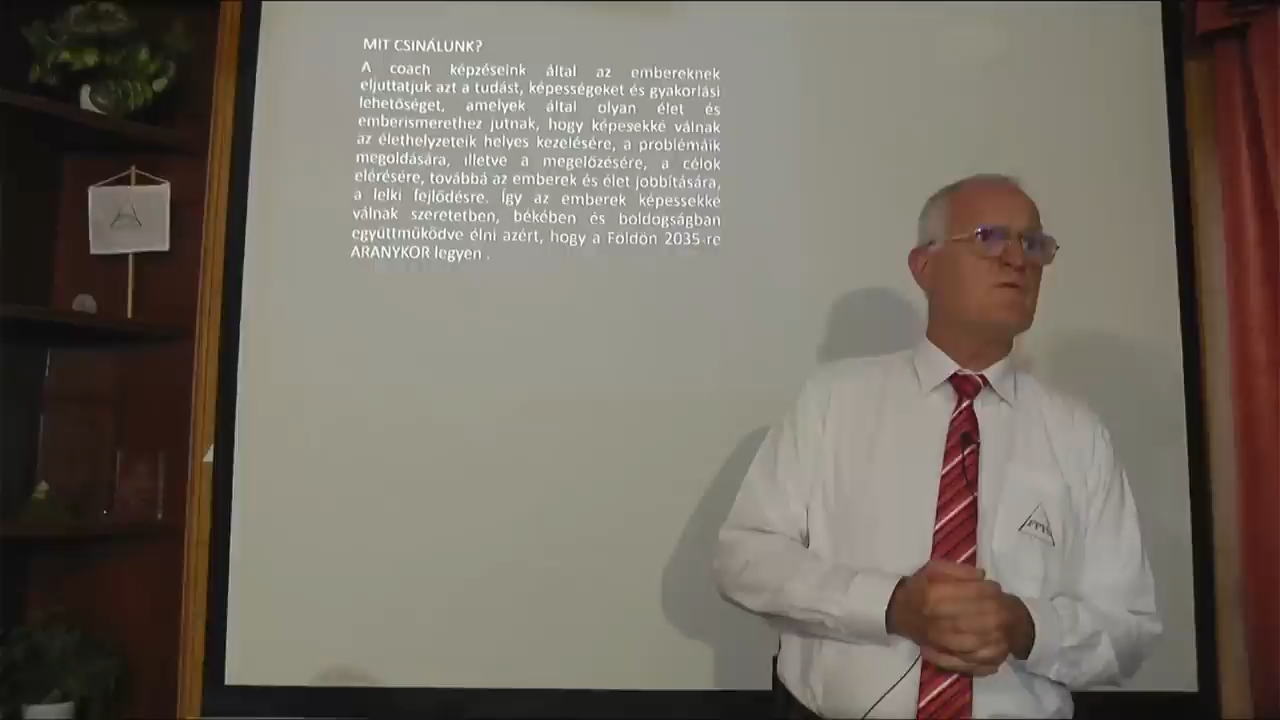 MIT CSINÁLUNK?
A coach képzéseink által az embereknek
eljuttatjuk azt a tudást, képességeket és gyakorlási
lehetőséget, amelyek által olyan élet és
emberismerethez jutnak, hogy képesekké válnak
az élethelyzeteik helyes kezelésére, a problémáik
megoldására, illetve a megelőzésére, a célok
elérésére, továbbá az emberek és élet jobbítására,
a lelki fejlődésre. Így az emberek képessekké
válnak szeretetben, békében és boldogságban
együttműködve élni azért, hogy a Földön 2035-re
ARANYKOR legyen .